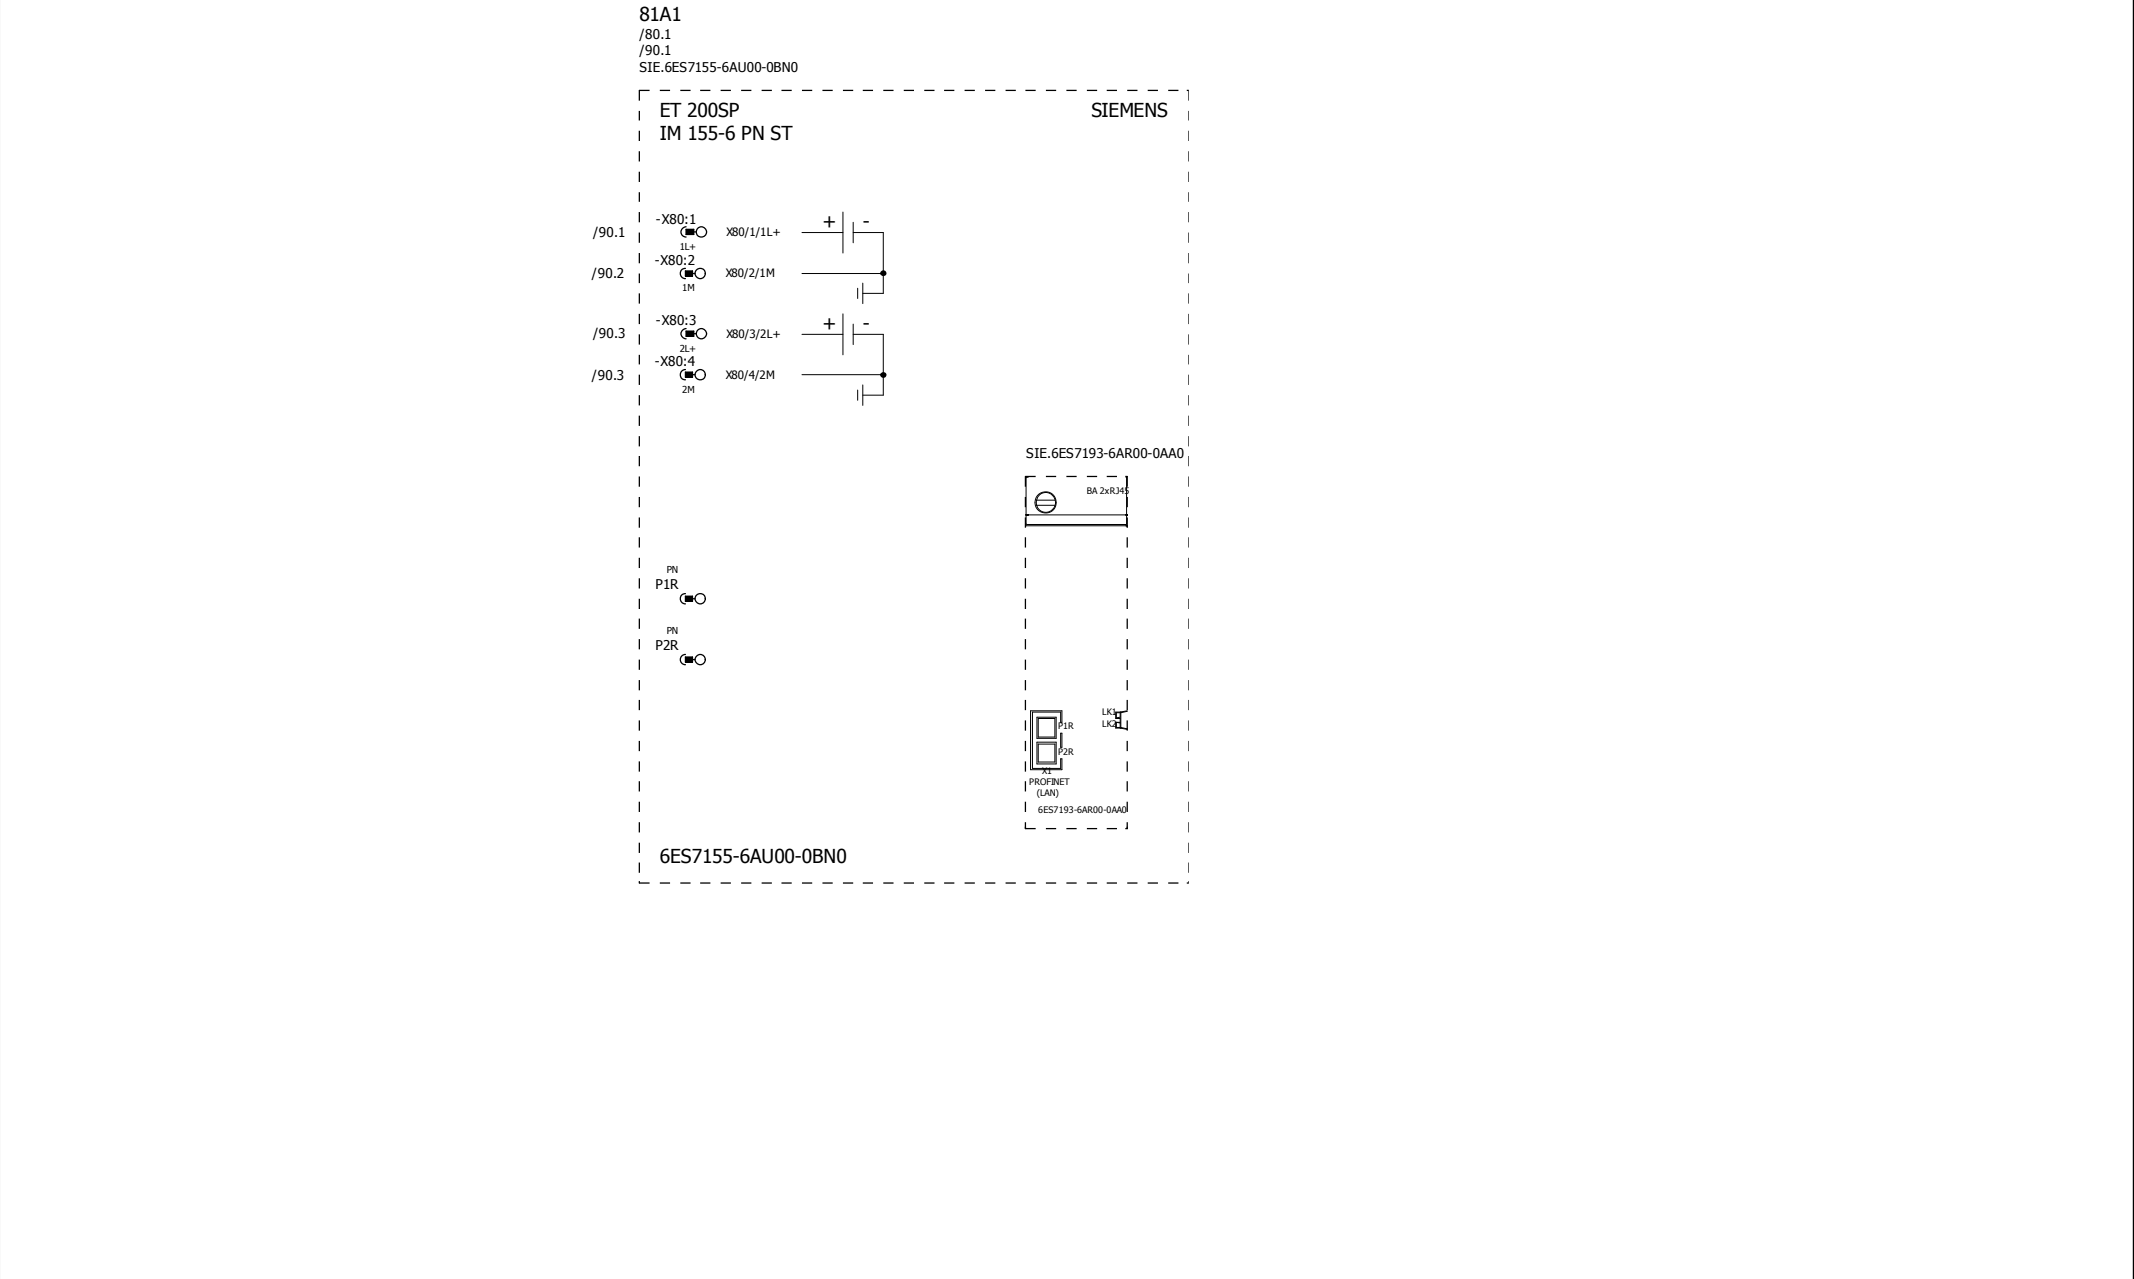 81A1
/80.1
/90.1
SIE.6ES7155-6AU00-0BN0
ET 200SP
SIEMENS
IM 155-6 PN ST
-X80:1
+ -
/90.1
X80/1/1L+
1L+
-X80:2
/90.2
X80/2/1M
1M
-X80:3
+ -
/90.3
X80/3/2L+
2L+
-X80:4
/90.3
X80/4/2M
2M
SIE.6ES7193-6AR00-0AA0
BA 2xRJ45
PN
P1R
PN
P2R
LK1
LK2
P1R
P2R
X1
PROFINET
(LAN)
6ES7193-6AR00-0AA0
6ES7155-6AU00-0BN0